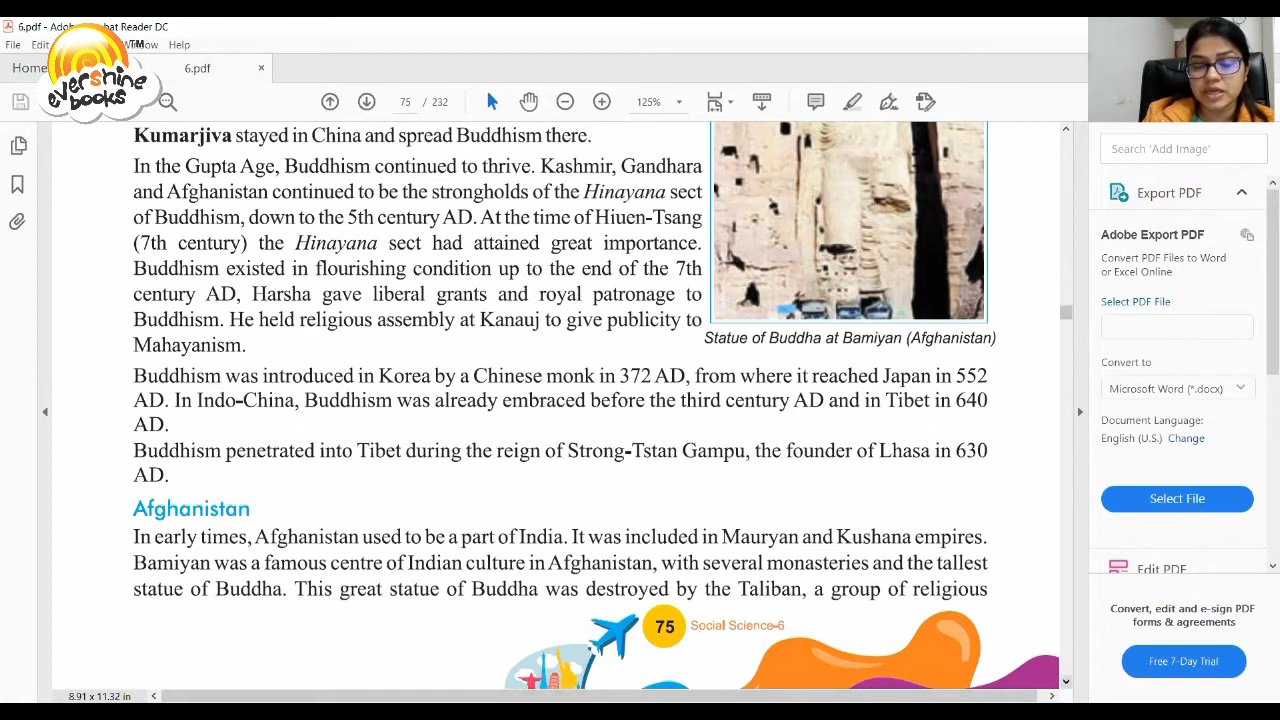 6.pdf - Ado
bat Reader DC
File Edit
indow Help
TM
evershine
books
Home
6.pdf ×
75 / 232
125%
Kumarjiva stayed in China and spread Buddhism there.
In the Gupta Age, Buddhism continued to thrive. Kashmir, Gandhara
and Afghanistan continued to be the strongholds of the Hinayana sect
of Buddhism, down to the 5th century AD. At the time of Hiuen-Tsang
(7th century) the Hinayana sect had attained great importance.
Buddhism existed in flourishing condition up to the end of the 7th
century AD, Harsha gave liberal grants and royal patronage to
Buddhism. He held religious assembly at Kanauj to give publicity to
Mahayanism.
Statue of Buddha at Bamiyan (Afghanistan)
Buddhism was introduced in Korea by a Chinese monk in 372 AD, from where it reached Japan in 552
AD. In Indo-China, Buddhism was already embraced before the third century AD and in Tibet in 640
AD.
Buddhism penetrated into Tibet during the reign of Strong-Tstan Gampu, the founder of Lhasa in 630
AD.
Afghanistan
In early times, Afghanistan used to be a part of India. It was included in Mauryan and Kushana empires.
Bamiyan was a famous centre of Indian culture in Afghanistan, with several monasteries and the tallest
statue of Buddha. This great statue of Buddha was destroyed by the Taliban, a group of religious
75 Social Science-6
8.91 x 11.32 in
Search 'Add Image'
Export PDF
Adobe Export PDF
Convert PDF Files to Word
or Excel Online
Select PDF File
Convert to
Microsoft Word (*.docx)
Document Language:
English (U.S.) Change
Select File
Edit PDF
Convert, edit and e-sign PDF
forms & agreements
Free 7-Day Trial